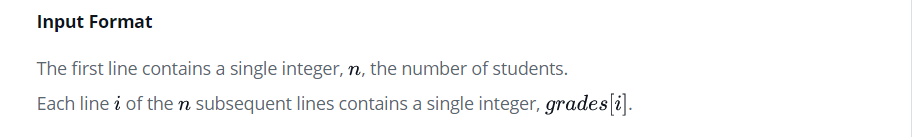 Input Format
The first line contains a single integer, n, the number of students.
Each line i of the n subsequent lines contains a single integer, grades[i].